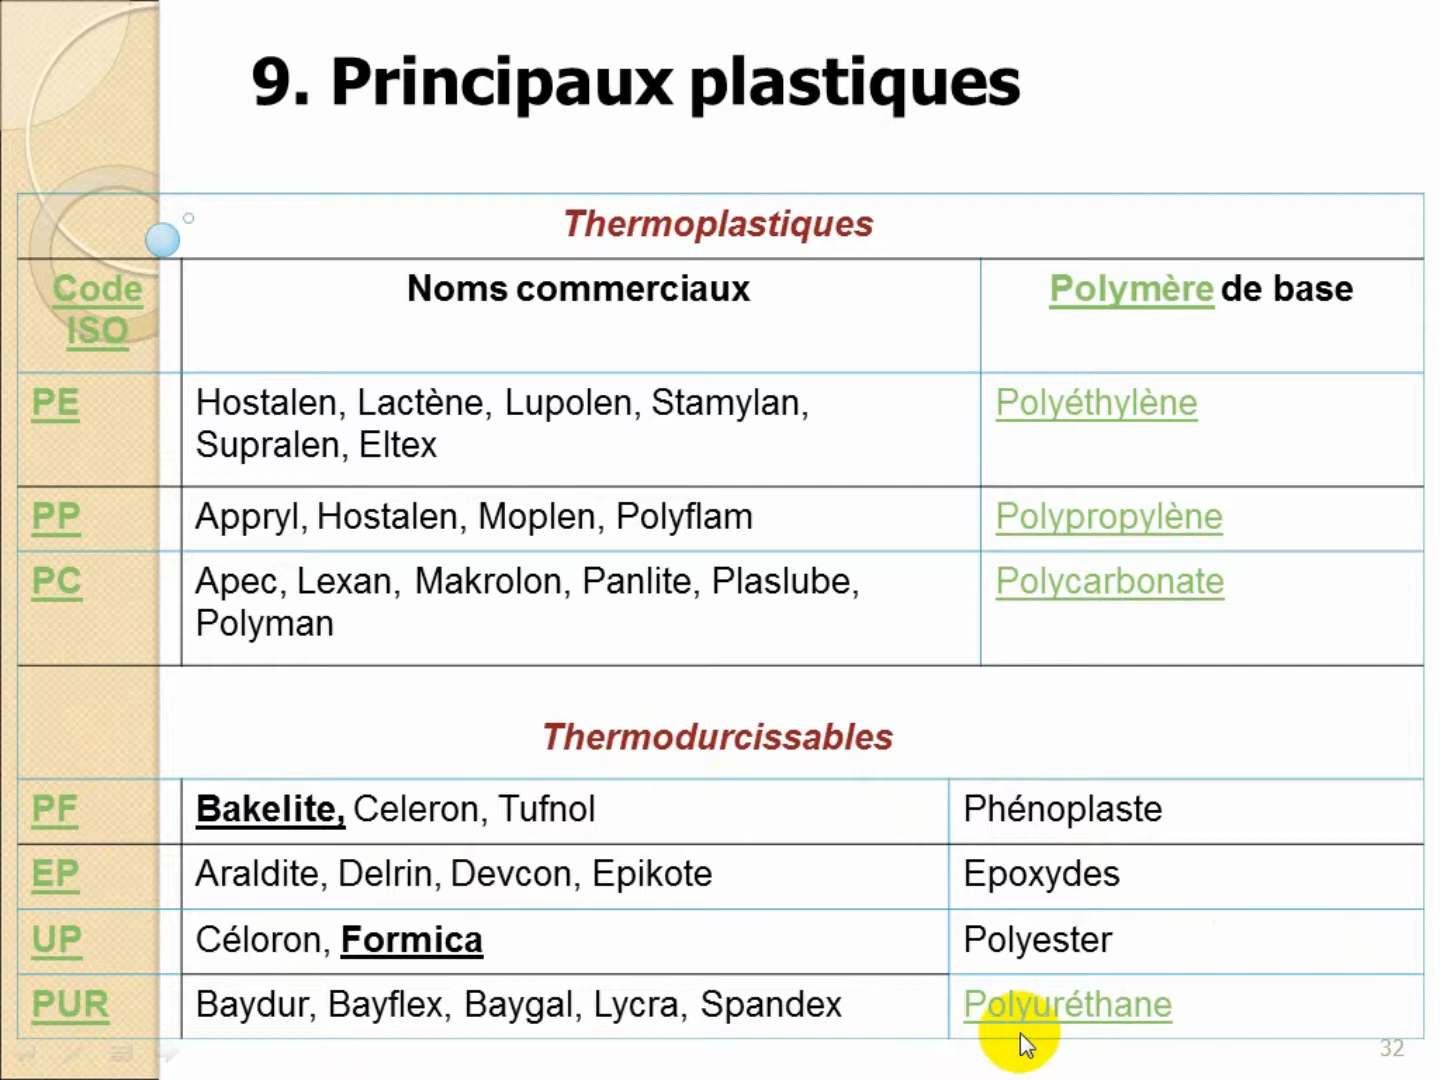 9. Principaux plastiques
Thermoplastiques
Code
ISO
Noms commerciaux
Polymère de base
PE
Hostalen, Lactène, Lupolen, Stamylan,
Supralen, Eltex
Polyéthylène
PP
Appryl, Hostalen, Moplen, Polyflam
Polypropylène
PC
Apec, Lexan, Makrolon, Panlite, Plaslube,
Polyman
Polycarbonate
Thermodurcissables
PF
Bakelite, Celeron, Tufnol
Phénoplaste
EP
Araldite, Delrin, Devcon, Epikote
Epoxydes
UP
Céloron, Formica
Polyester
PUR
Baydur, Bayflex, Baygal, Lycra, Spandex
Polyuréthane
32